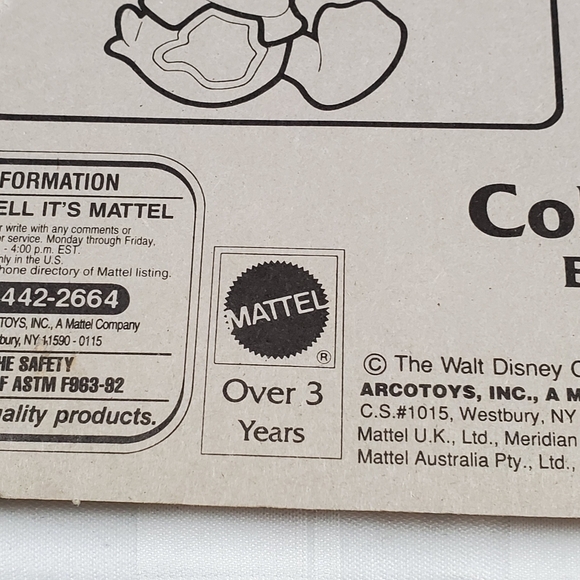 FORMATION
ELL IT'S MATTEL
write with any comments or
service. Monday through Friday,
- 4:00 p.m. EST.
in the U.S.
hone directory of Mattel listing.
442-2664
TOYS, INC., A Mattel Company
bury, NY 11590 - 0115
HE SAFETY
F ASTM F963-92
ality products.
MATTEL
®
Over 3
Years
Co
E
© The Walt Disney C
ARCOTOYS, INC., A M
C.S.#1015, Westbury, NY
Mattel U.K., Ltd., Meridian
Mattel Australia Pty., Ltd.,